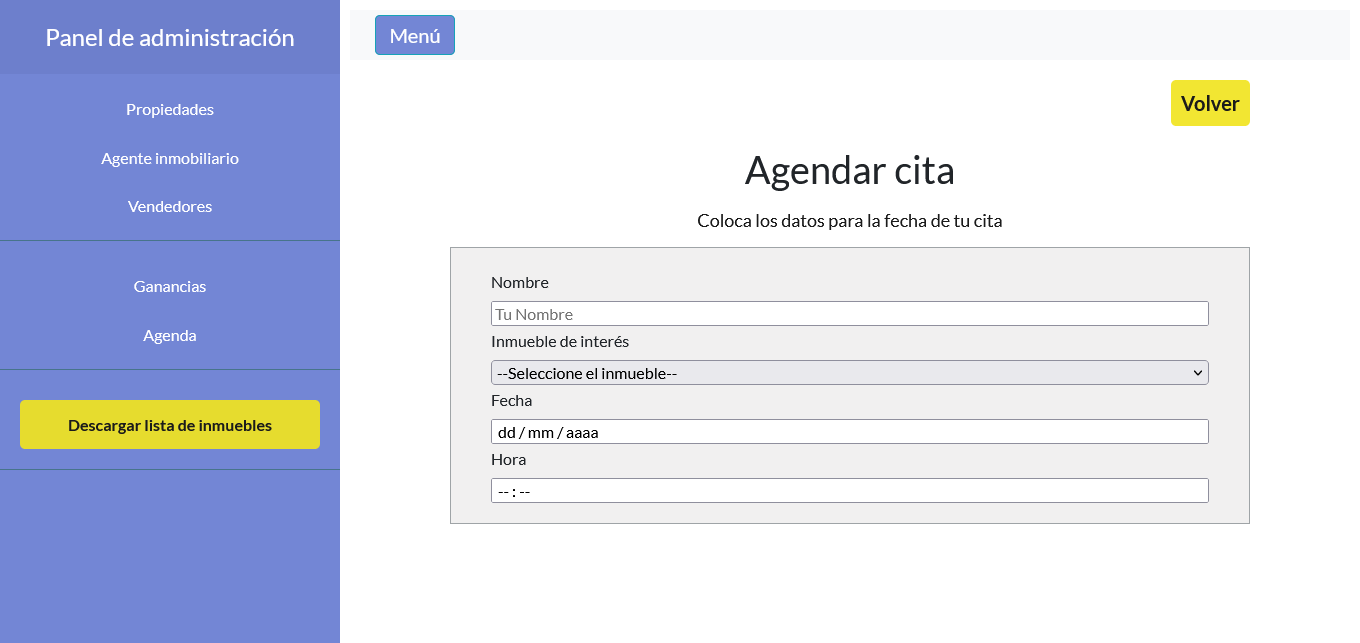 Panel de administración
Propiedades
Agente inmobiliario
Vendedores
Ganancias
Agenda
Descargar lista de inmuebles
Menú
Volver
Agendar cita
Coloca los datos para la fecha de tu cita
Nombre
Tu Nombre
Inmueble de interés
--Seleccione el inmueble--
Fecha
dd / mm / aaaa
Hora
-- : --